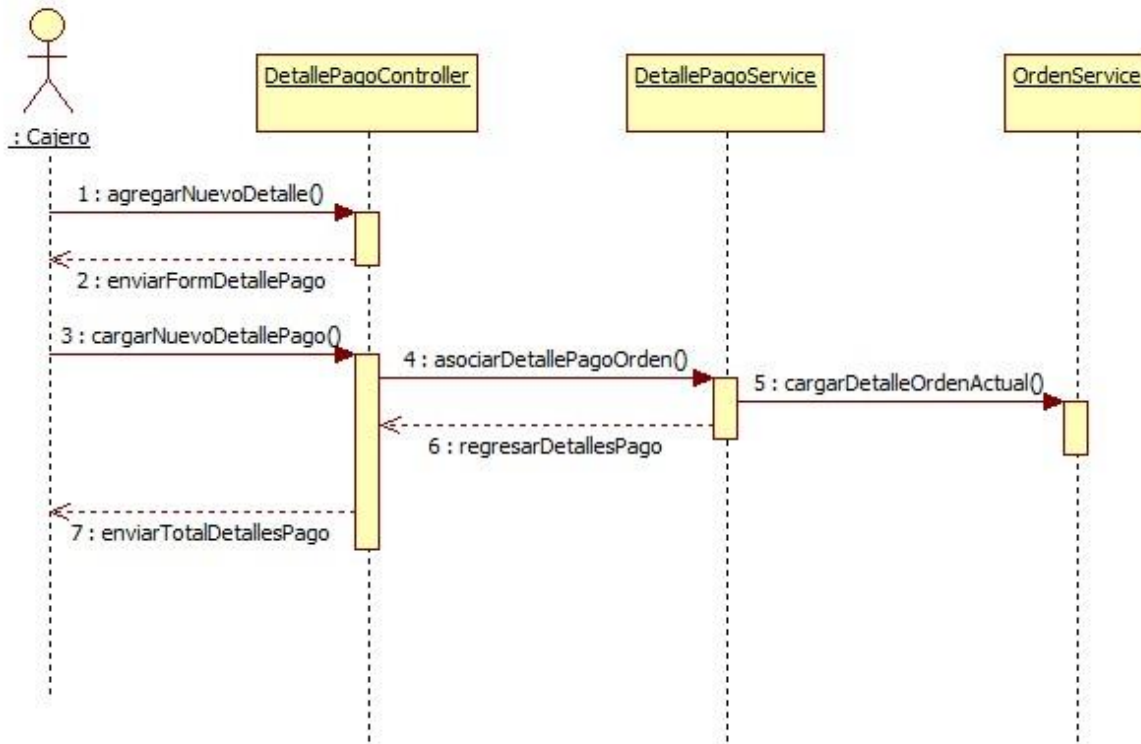 DetallePagoController
DetallePagoService
OrdenService
: Cajero
1 : agregarNuevoDetalle()
2 : enviarFormDetallePago
3 : cargarNuevoDetallePago()
4 : asociarDetallePagoOrden()
5 : cargarDetalleOrdenActual()
6 : regresarDetallesPago
7 : enviarTotalDetallesPago